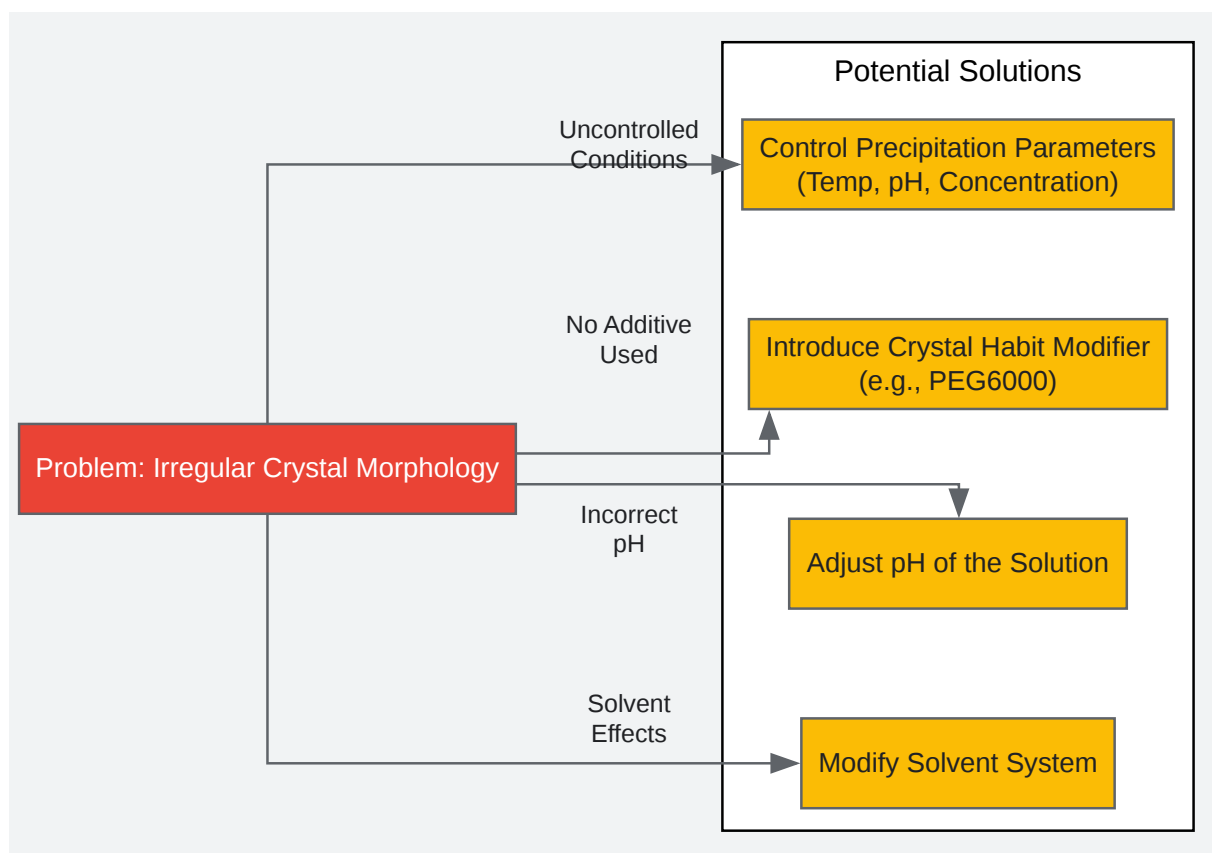 Potential Solutions
Uncontrolled
Conditions
Control Precipitation Parameters
(Temp, pH, Concentration)
No Additive
Used
Introduce Crystal Habit Modifier
(e.g., PEG6000)
Problem: Irregular Crystal Morphology
Incorrect
pH
Adjust pH of the Solution
Solvent
Effects
Modify Solvent System